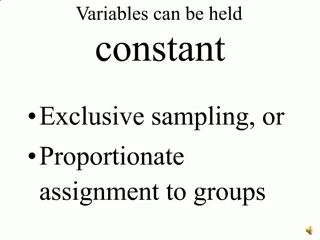 Variables can be held
constant
•Exclusive sampling, or
•Proportionate
assignment to groups